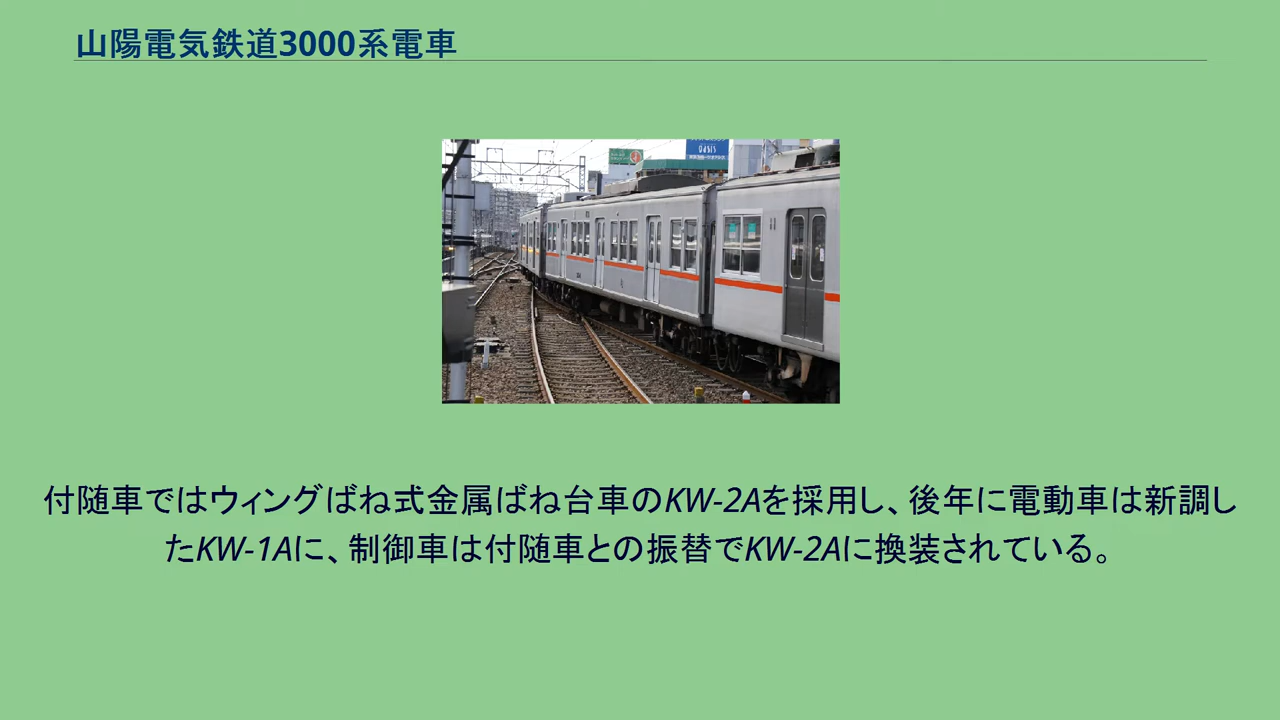 山陽電気鉄道3000系電車
OASIS
付随車ではウィングばね式金属ばね台車のKW-2Aを採用し、後年に電動車は新調し
たKW-1Aに、制御車は付随車との振替でKW-2Aに換装されている。